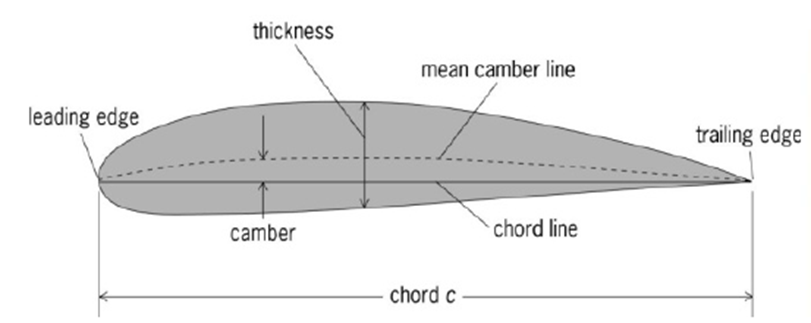 thickness
mean camber line
leading edge
trailing edge
camber
chord line
chord c